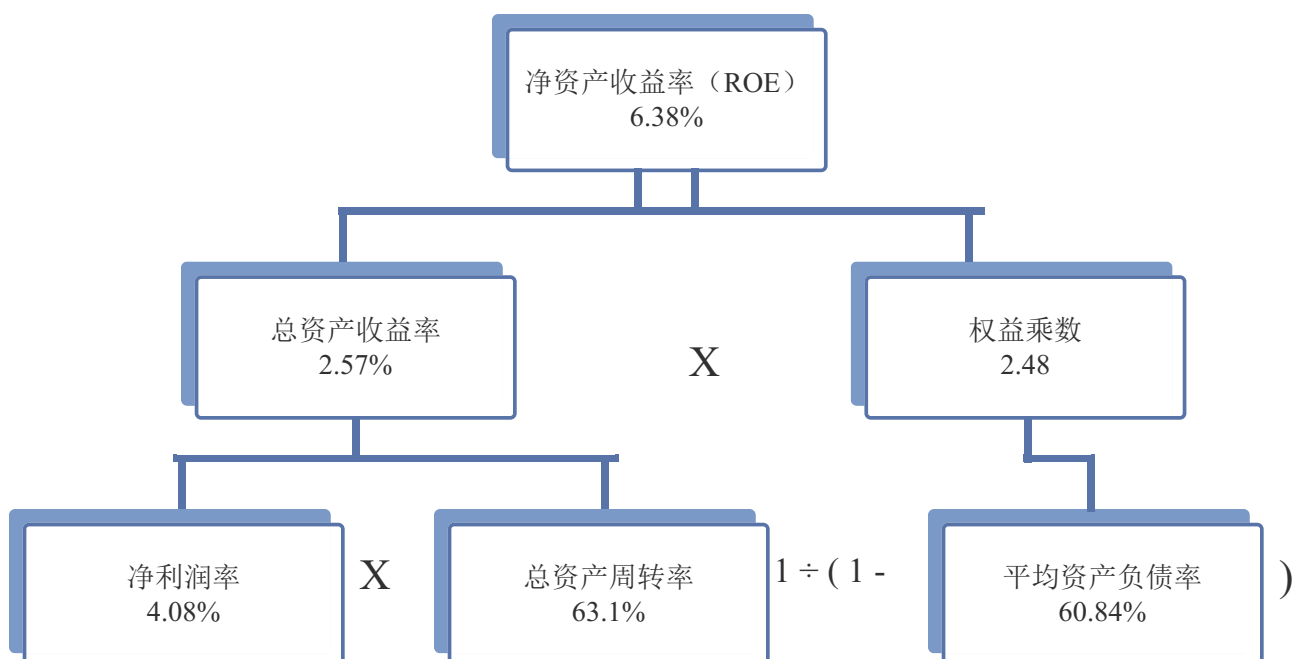 净资产收益率（ROE）
6.38%
总资产收益率
2.57%
X
权益乘数
2.48
净利润率
4.08%
X
总资产周转率
63.1%
1 ÷ ( 1 -
平均资产负债率
60.84%
)